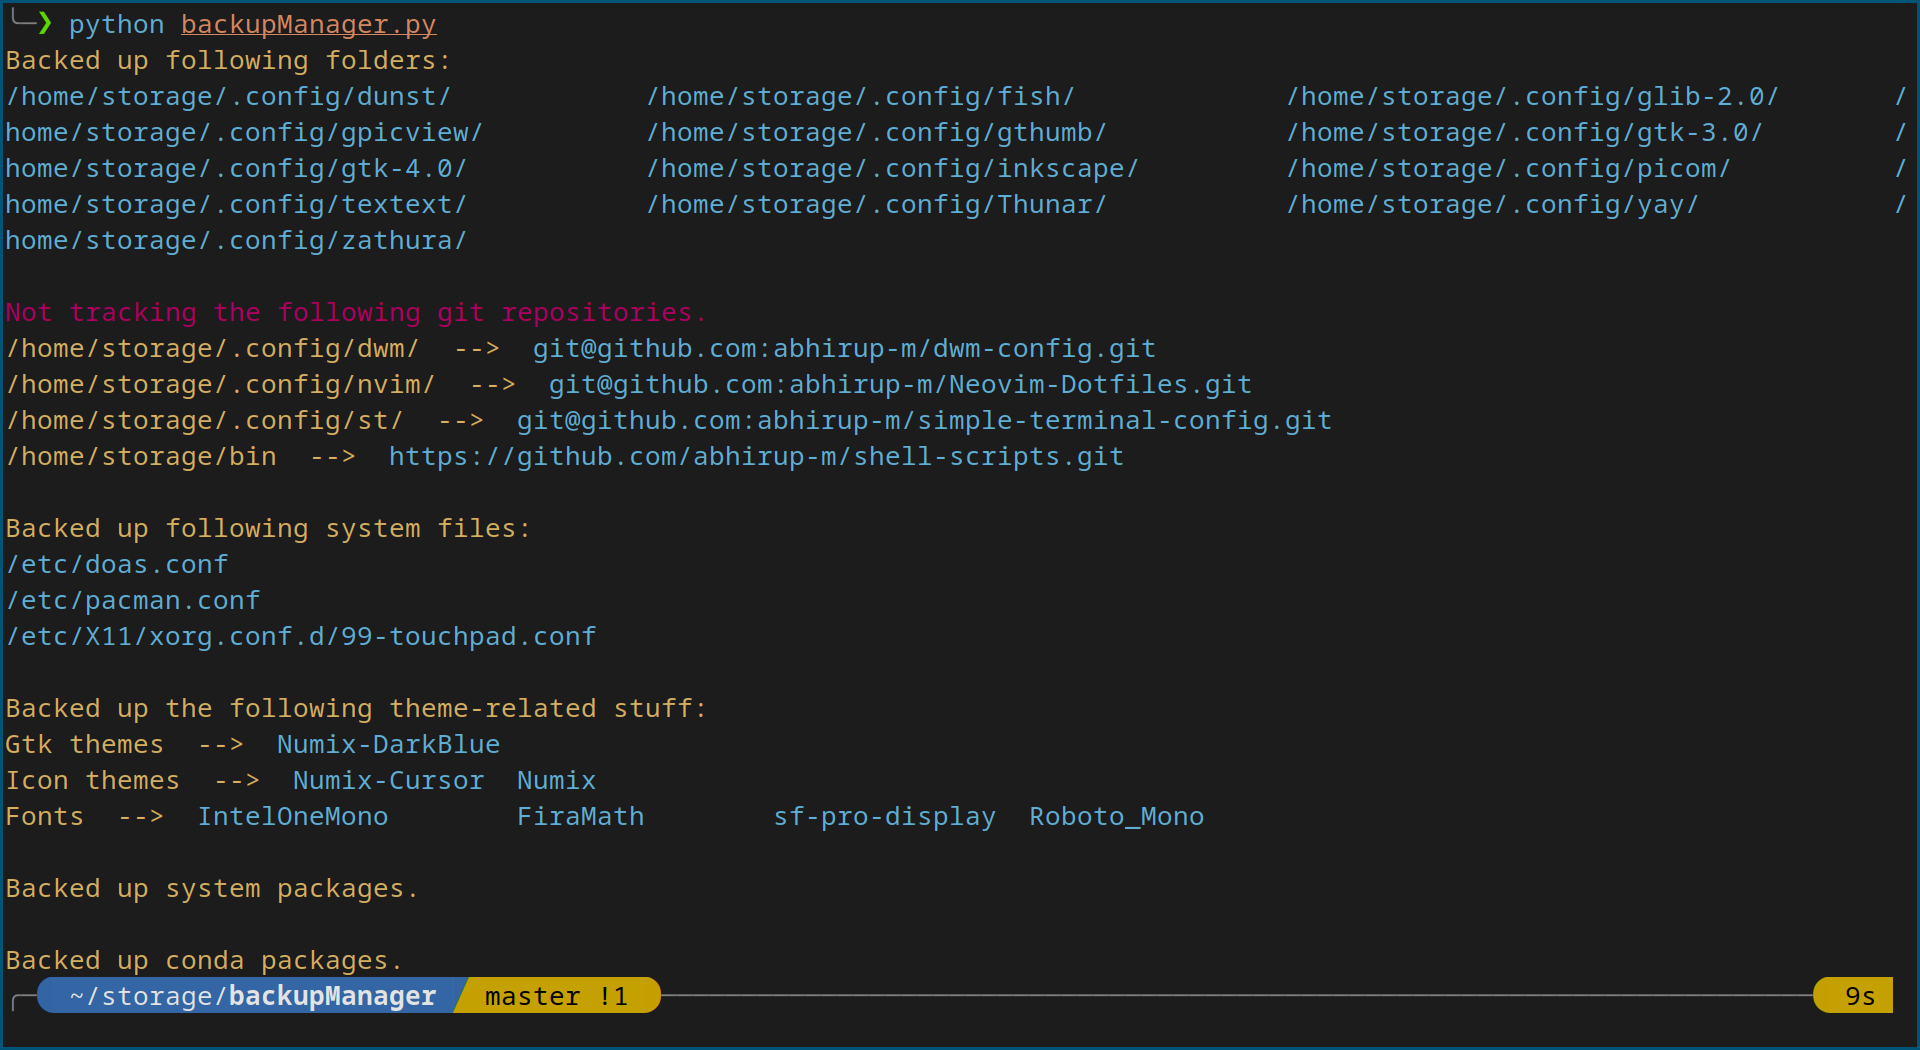 ❯ python backupManager.py
Backed up following folders:
/home/storage/.config/dunst/            /home/storage/.config/fish/             /home/storage/.config/glib-2.0/        /
home/storage/.config/gpicview/          /home/storage/.config/gthumb/           /home/storage/.config/gtk-3.0/         /
home/storage/.config/gtk-4.0/           /home/storage/.config/inkscape/         /home/storage/.config/picom/           /
home/storage/.config/textext/           /home/storage/.config/Thunar/           /home/storage/.config/yay/             /
home/storage/.config/zathura/
Not tracking the following git repositories.
/home/storage/.config/dwm/  -->  git@github.com:abhirup-m/dwm-config.git
/home/storage/.config/nvim/  -->  git@github.com:abhirup-m/Neovim-Dotfiles.git
/home/storage/.config/st/  -->  git@github.com:abhirup-m/simple-terminal-config.git
/home/storage/bin  -->  https://github.com/abhirup-m/shell-scripts.git
Backed up following system files:
/etc/doas.conf
/etc/pacman.conf
/etc/X11/xorg.conf.d/99-touchpad.conf
Backed up the following theme-related stuff:
Gtk themes  -->  Numix-DarkBlue
Icon themes  -->  Numix-Cursor  Numix
Fonts  -->  IntelOneMono        FiraMath        sf-pro-display  Roboto_Mono
Backed up system packages.
Backed up conda packages.
~/storage/backupManager master !1 9s